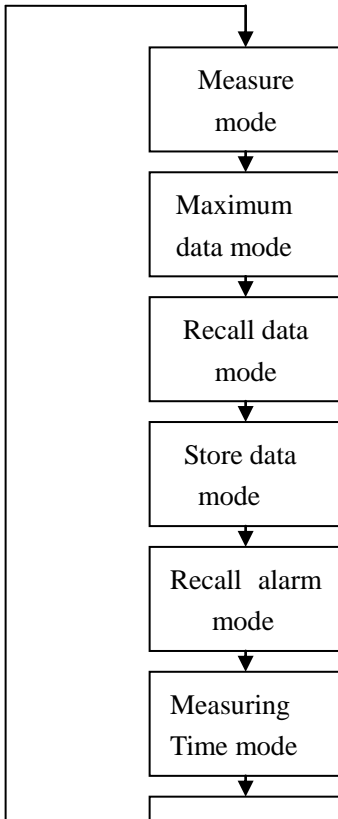 Measure
mode
Maximum
data mode
Recall data
mode
Store data
mode
Recall alarm
mode
Measuring
Time mode